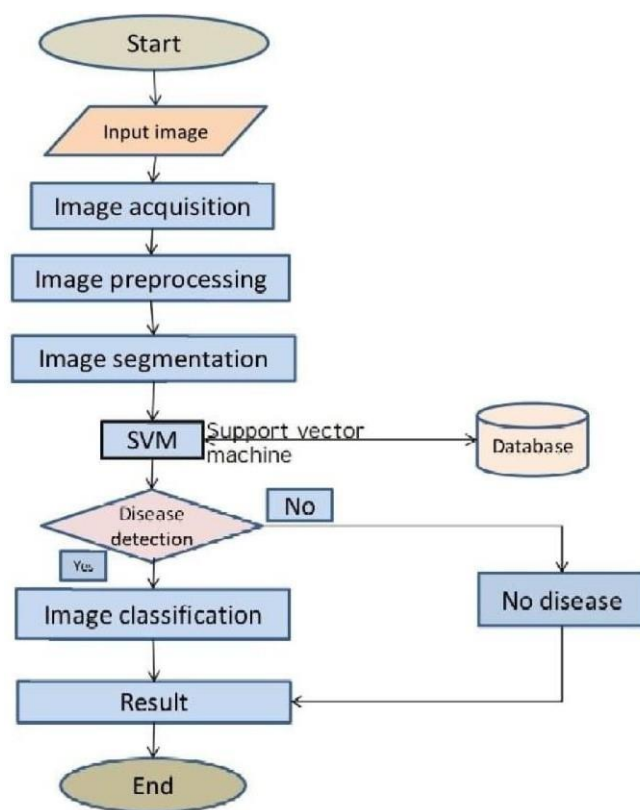 Start
Input image
Image acquisition
Image preprocessing
Image segmentation
SVM
Support vector
machine
Database
Disease
detection
No
Yes
Image classification
No disease
Result
End